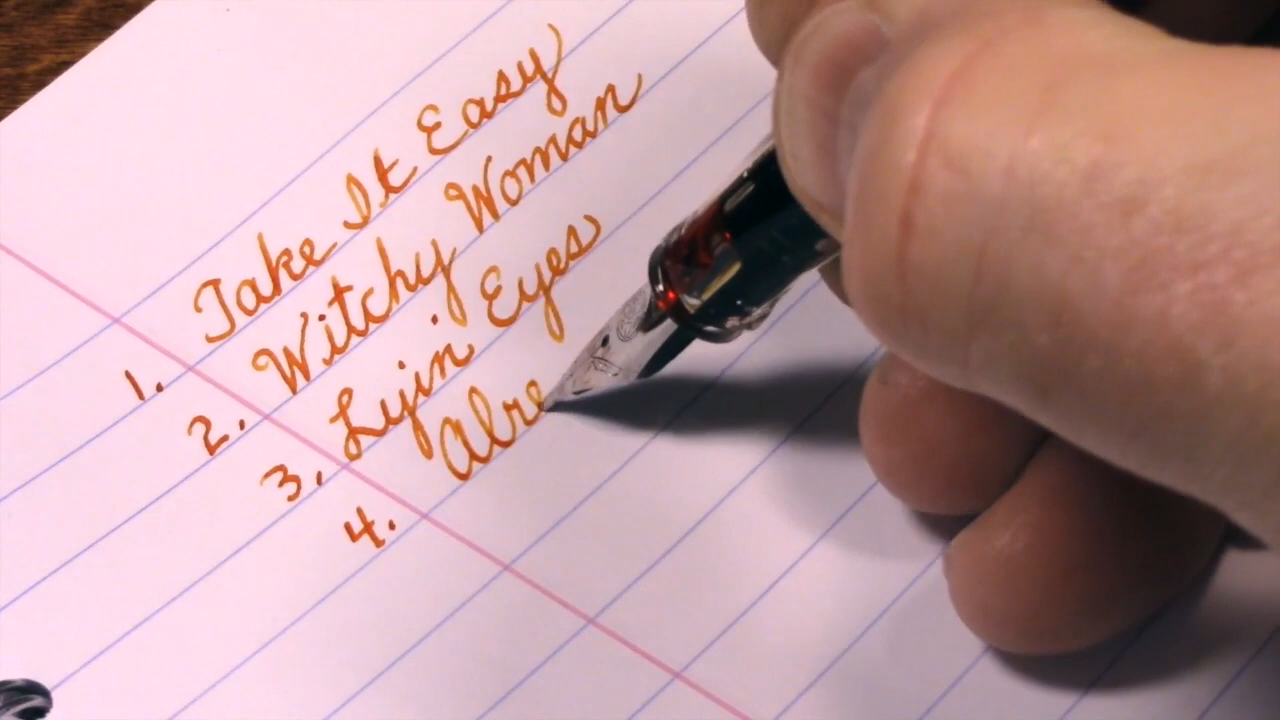 1. Take It Easy
2. Witchy Woman
3. Lyin Eyes
4. Alre